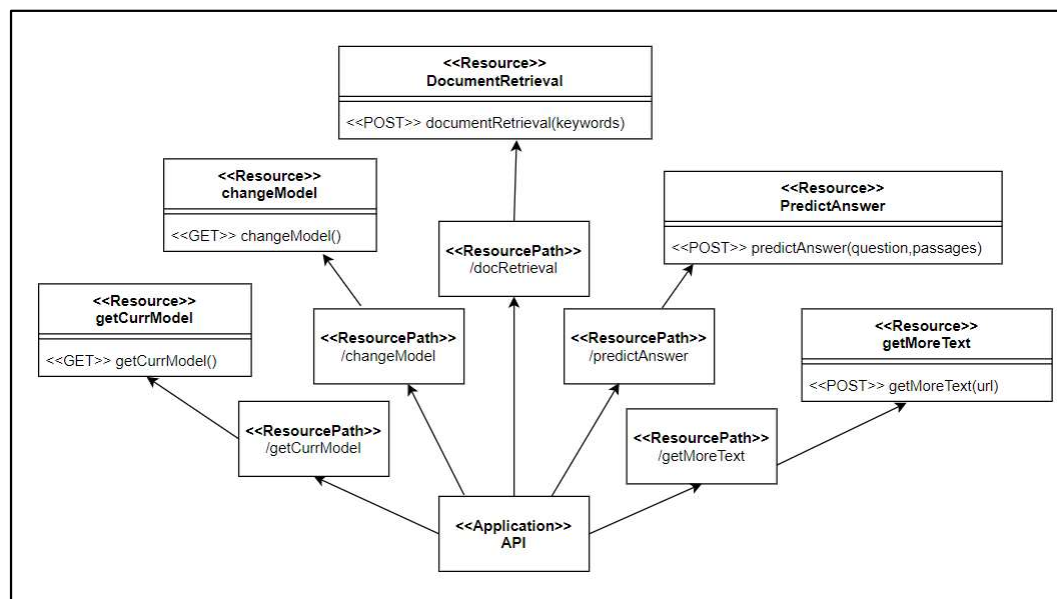 <<Resource>>
DocumentRetrieval
<<POST>> documentRetrieval(keywords)
<<Resource>>
changeModel
<<GET>> changeModel()
<<Resource>>
PredictAnswer
<<POST>> predictAnswer(question,passages)
<<ResourcePath>>
/docRetrieval
<<Resource>>
getCurrModel
<<GET>> getCurrModel()
<<ResourcePath>>
/changeModel
<<ResourcePath>>
/predictAnswer
<<Resource>>
getMoreText
<<POST>> getMoreText(url)
<<ResourcePath>>
/getCurrModel
<<ResourcePath>>
/getMoreText
<<Application>>
API